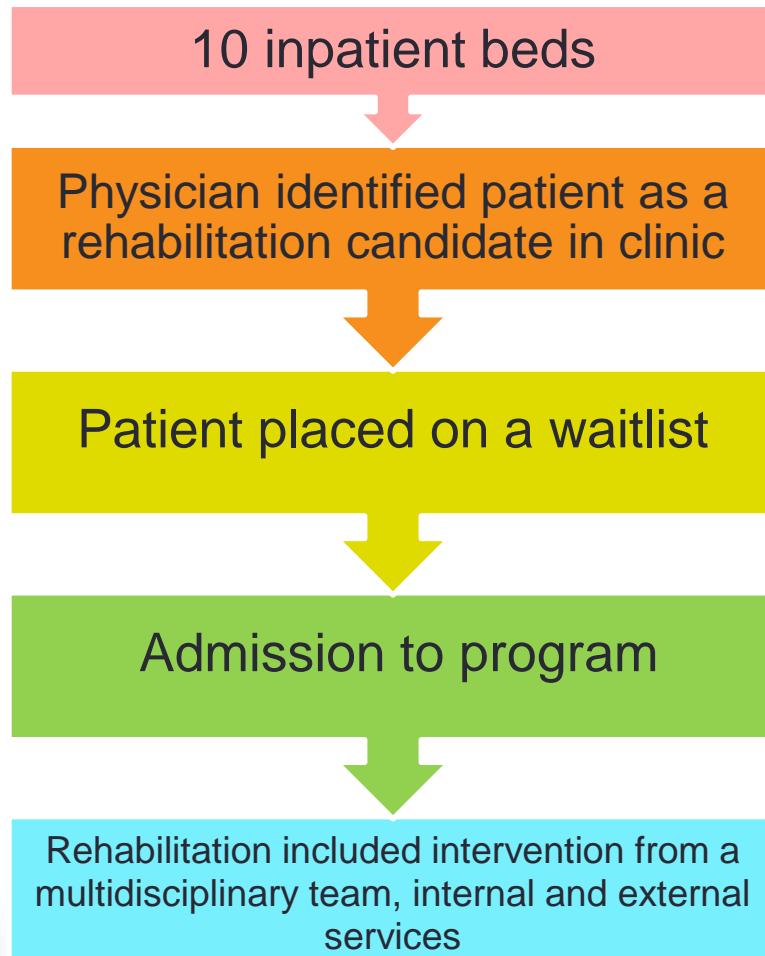 10 inpatient beds
Physician identified patient as a
rehabilitation candidate in clinic
Patient placed on a waitlist
Admission to program
Rehabilitation included intervention from a
multidisciplinary team, internal and external
services